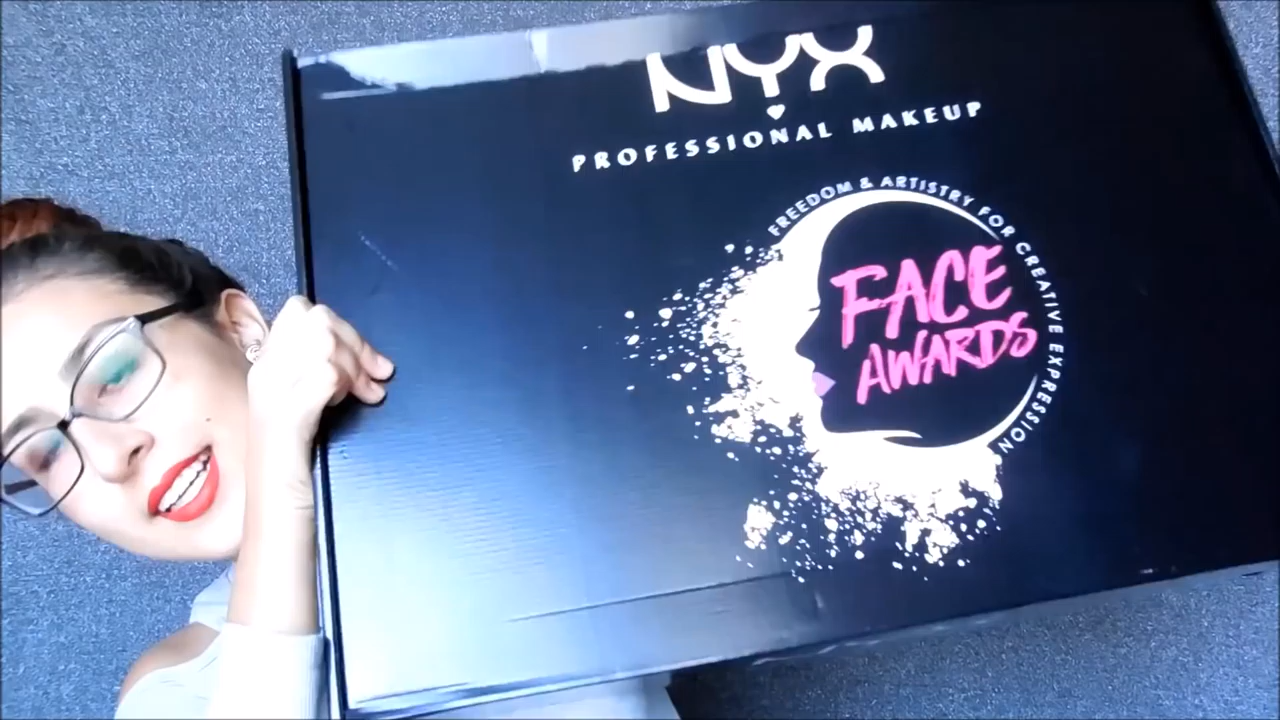 NYX
PROFESSIONAL MAKEUP
FREEDOM & ARTISTRY FOR CREATIVE EXPRESSION
FACE
AWARDS